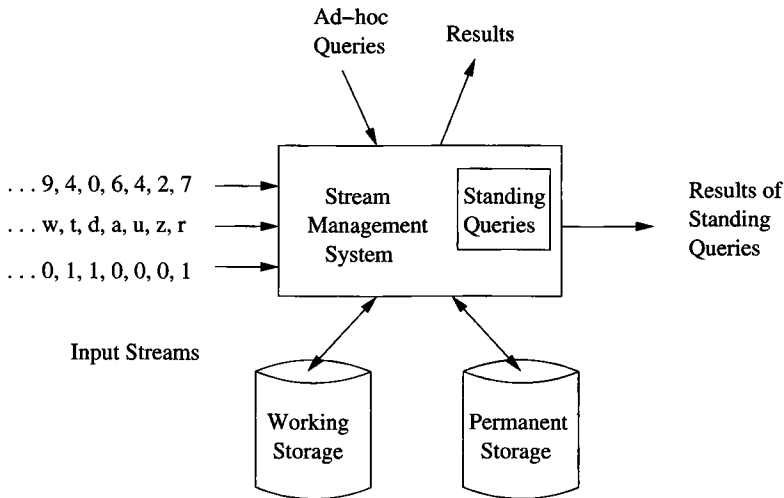 Ad-hoc
Queries
Results
. . . 9, 4, 0, 6, 4, 2, 7
. . . w, t, d, a, u, z, r
. . . 0, 1, 1, 0, 0, 0, 1
Input Streams
Stream
Management
System
Standing
Queries
Results of
Standing
Queries
Working
Storage
Permanent
Storage